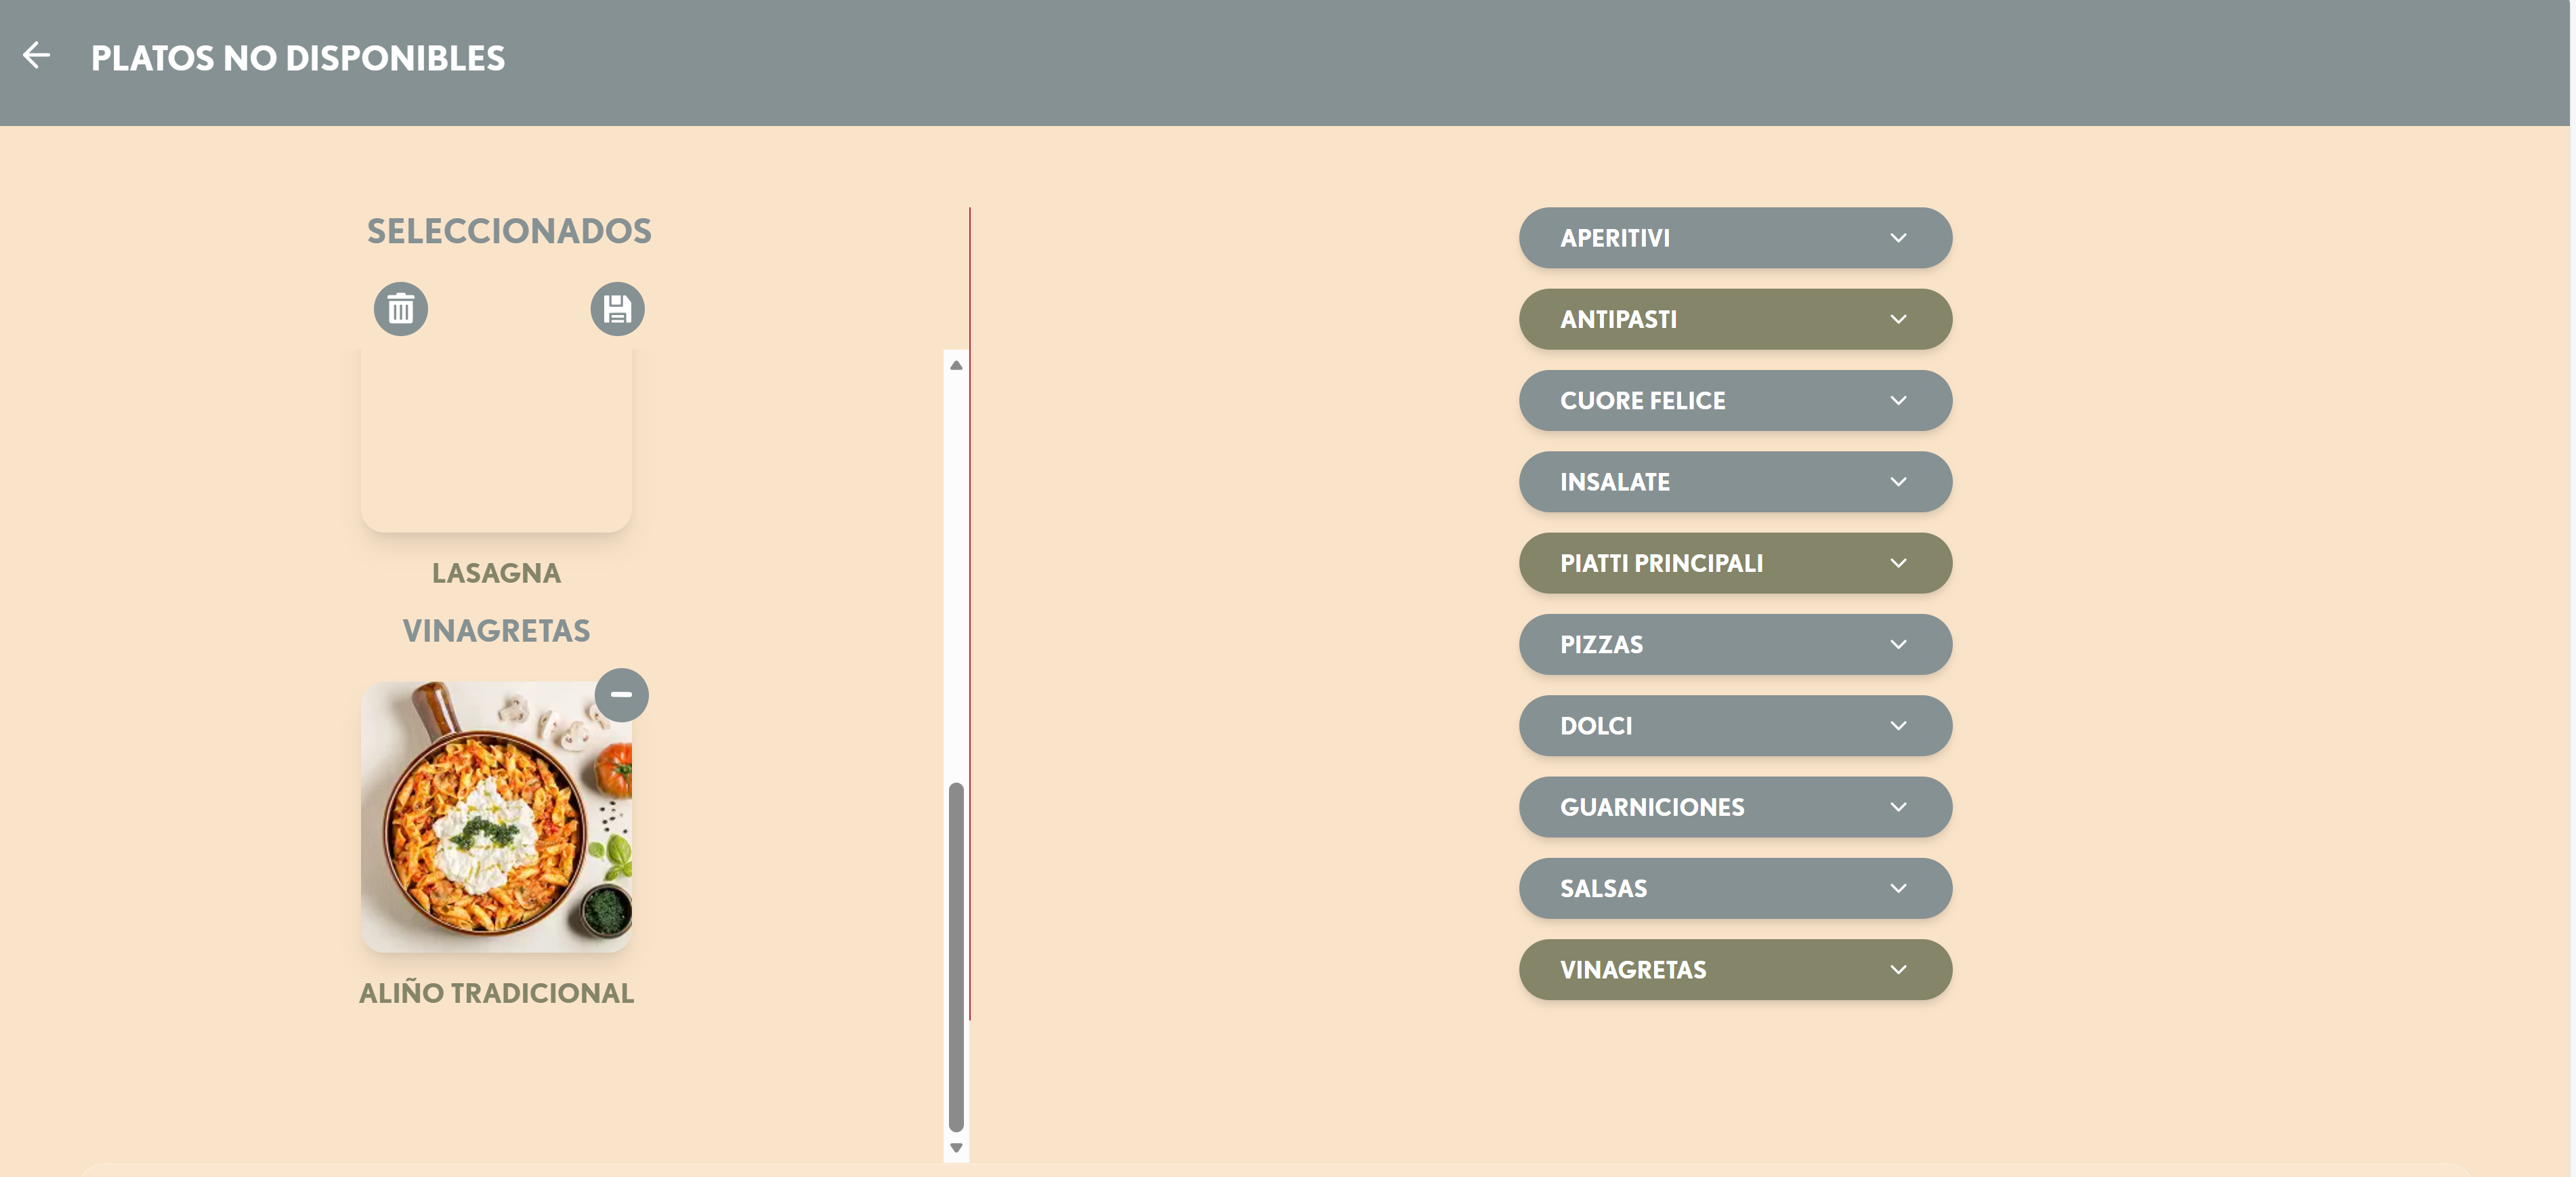 PLATOS NO DISPONIBLES
SELECCIONADOS
LASAGNA
VINAGRETAS
ALIÑO TRADICIONAL
APERITIVI
ANTIPASTI
CUORE FELICE
INSALATE
PIATTI PRINCIPALI
PIZZAS
DOLCI
GUARNICIONES
SALSAS
VINAGRETAS